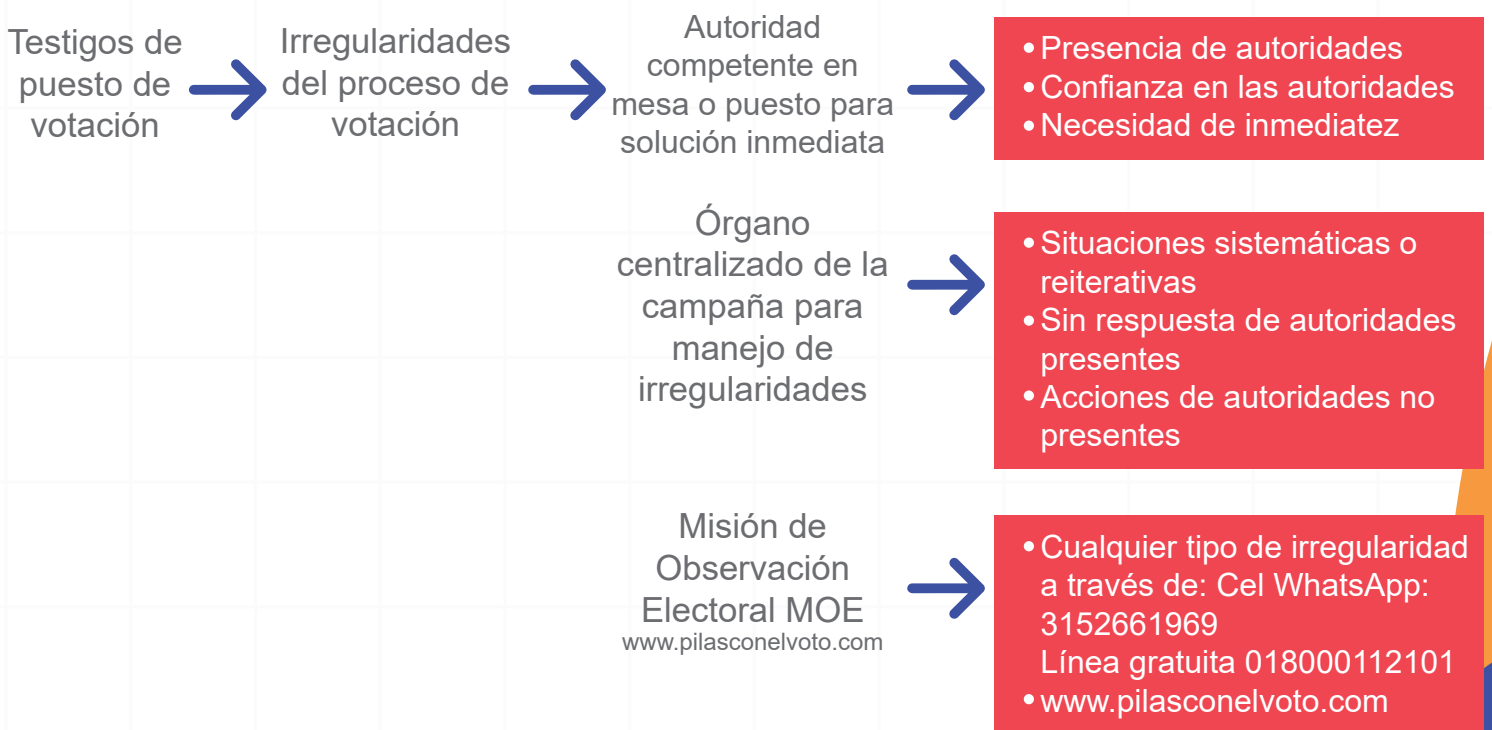 Testigos de
puesto de
votación
Irregularidades
del proceso de
votación
Autoridad
competente en
mesa o puesto para
solución inmediata
• Presencia de autoridades
• Confianza en las autoridades
• Necesidad de inmediatez
Órgano
centralizado de la
campaña para
manejo de
irregularidades
• Situaciones sistemáticas o
reiterativas
• Sin respuesta de autoridades
presentes
• Acciones de autoridades no
presentes
Misión de
Observación
Electoral MOE
www.pilasconelvoto.com
• Cualquier tipo de irregularidad
a través de: Cel WhatsApp:
3152661969
Línea gratuita 018000112101
• www.pilasconelvoto.com